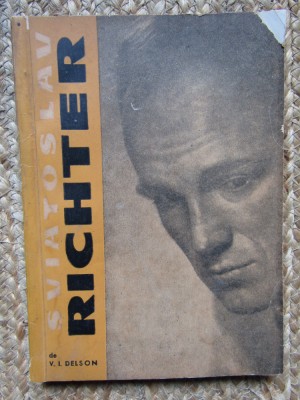 SVIATOSLAV
RICHTER
de
V. I. DELSON